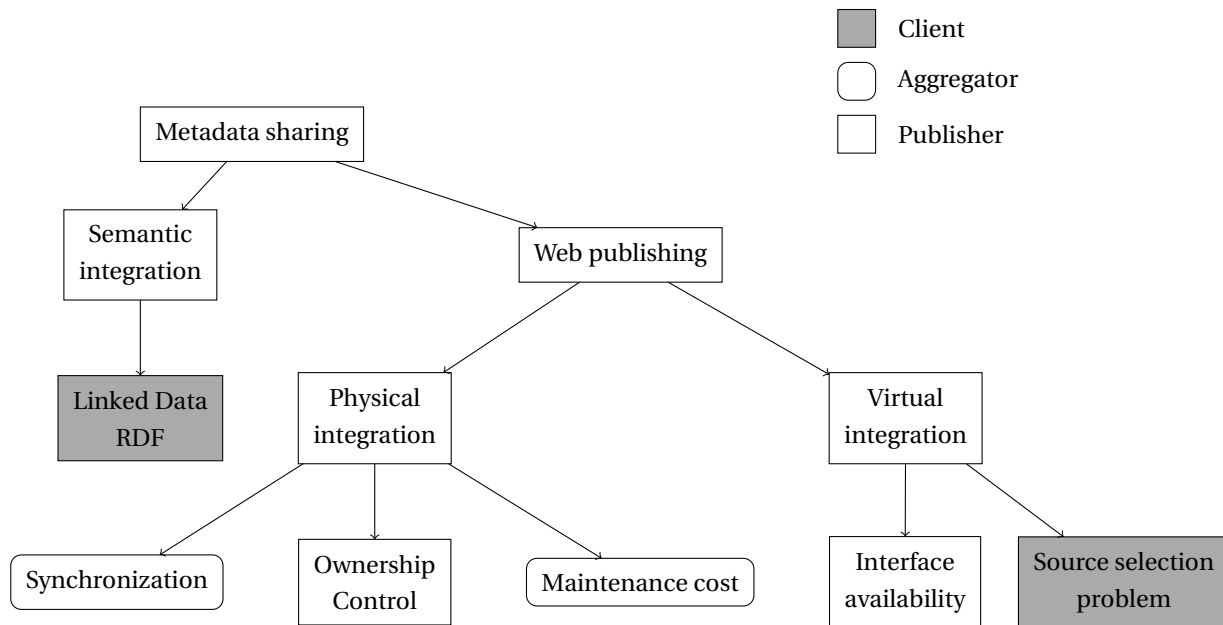 Client
Aggregator
Publisher
Metadata sharing
Semantic
integration
Web publishing
Linked Data
RDF
Physical
integration
Virtual
integration
Synchronization
Ownership
Control
Maintenance cost
Interface
availability
Source selection
problem